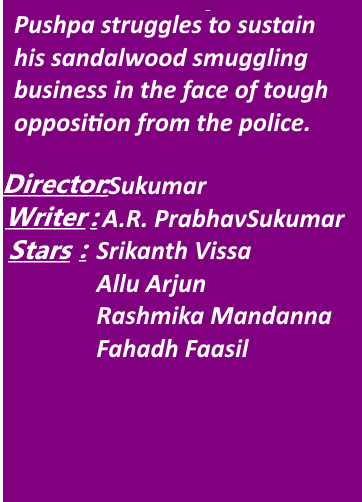 Pushpa struggles to sustain
his sandalwood smuggling
business in the face of tough
opposition from the police.
Director:Sukumar
Writer : A.R. PrabhavSukumar
Stars : Srikanth Vissa
Allu Arjun
Rashmika Mandanna
Fahadh Faasil